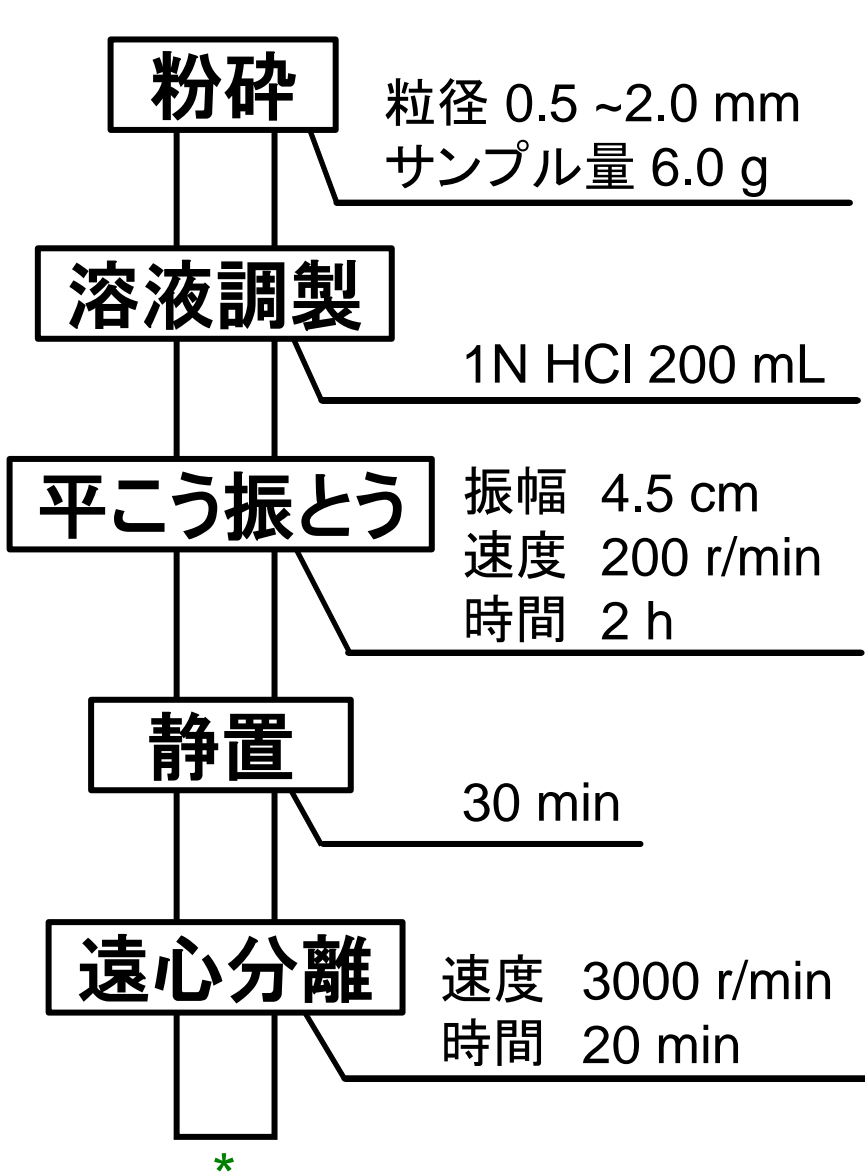 粉砕
粒径 0.5 ~2.0 mm
サンプル量 6.0 g
溶液調製
1N HCl 200 mL
平こう振とう
振幅 4.5 cm
速度 200 r/min
時間 2 h
静置
30 min
遠心分離
速度 3000 r/min
時間 20 min
*